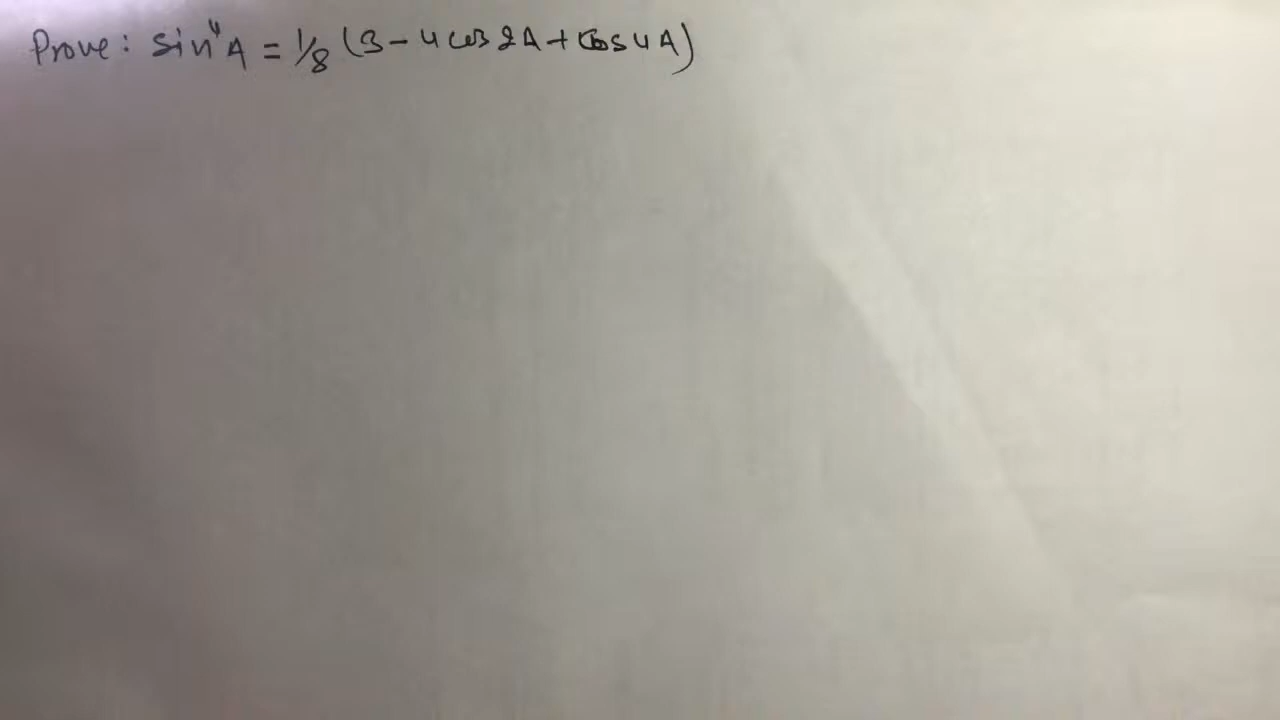 Prove: sin⁴A = 1/8 (3 - 4 cos 2A + cos 4A)